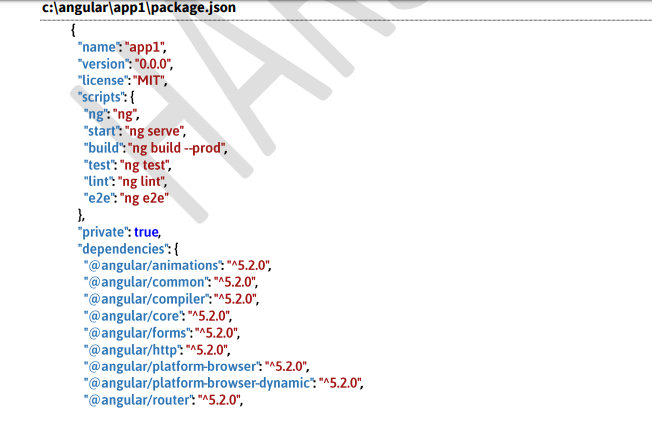 c:\angular\app1\package.json
{
"name": "app1",
"version": "0.0.0",
"license": "MIT",
"scripts": {
"ng": "ng",
"start": "ng serve",
"build": "ng build --prod",
"test": "ng test",
"lint": "ng lint",
"e2e": "ng e2e"
},
"private": true,
"dependencies": {
"@angular/animations": "^5.2.0",
"@angular/common": "^5.2.0",
"@angular/compiler": "^5.2.0",
"@angular/core": "^5.2.0",
"@angular/forms": "^5.2.0",
"@angular/http": "^5.2.0",
"@angular/platform-browser": "^5.2.0",
"@angular/platform-browser-dynamic": "^5.2.0",
"@angular/router": "^5.2.0",